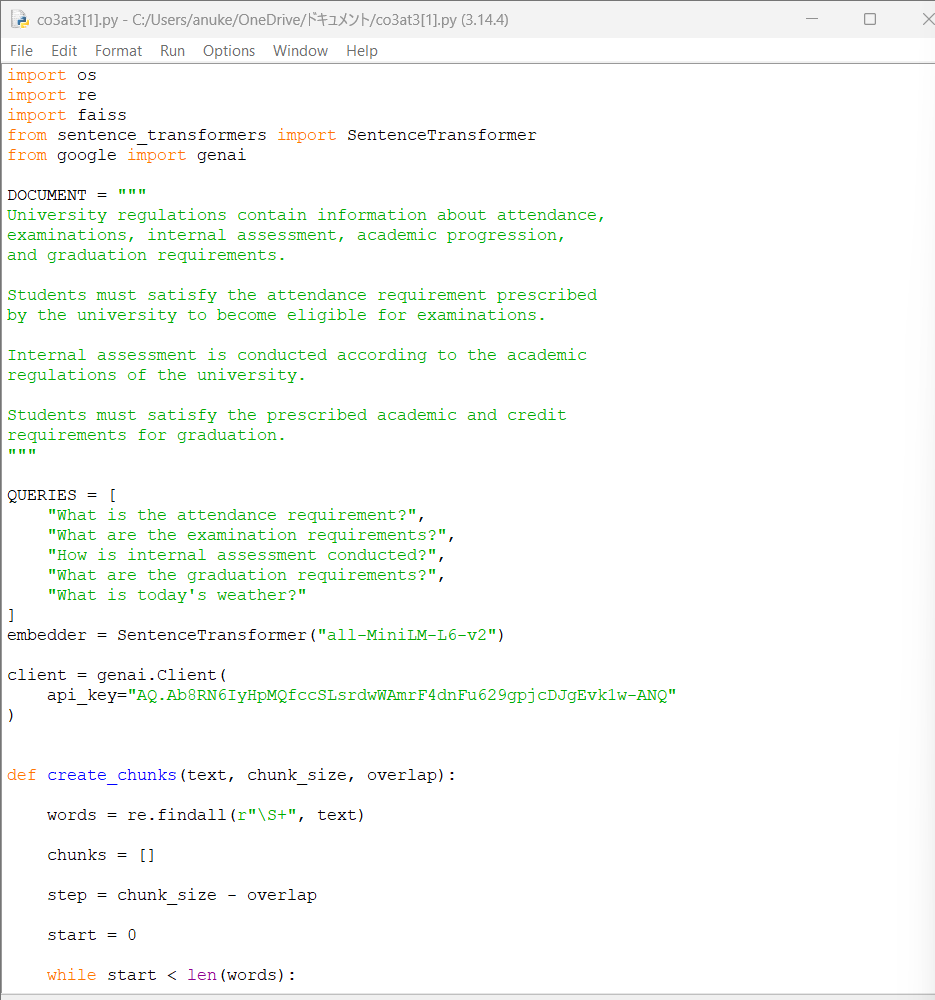 co3at3[1].py - C:/Users/anuke/OneDrive/ドキュメント/co3at3[1].py (3.14.4)
File Edit Format Run Options Window Help
import os
import re
import faiss
from sentence_transformers import SentenceTransformer
from google import genai

DOCUMENT = """
University regulations contain information about attendance,
examinations, internal assessment, academic progression,
and graduation requirements.

Students must satisfy the attendance requirement prescribed
by the university to become eligible for examinations.

Internal assessment is conducted according to the academic
regulations of the university.

Students must satisfy the prescribed academic and credit
requirements for graduation.
"""

QUERIES = [
    "What is the attendance requirement?",
    "What are the examination requirements?",
    "How is internal assessment conducted?",
    "What are the graduation requirements?",
    "What is today's weather?"
]
embedder = SentenceTransformer("all-MiniLM-L6-v2")

client = genai.Client(
    api_key="AQ.Ab8RN6IyHpMQfccSLsrdwWAmrF4dnFu629gpjcDJgEvk1w-ANQ"
)


def create_chunks(text, chunk_size, overlap):

    words = re.findall(r"\S+", text)

    chunks = []

    step = chunk_size - overlap

    start = 0

    while start < len(words):